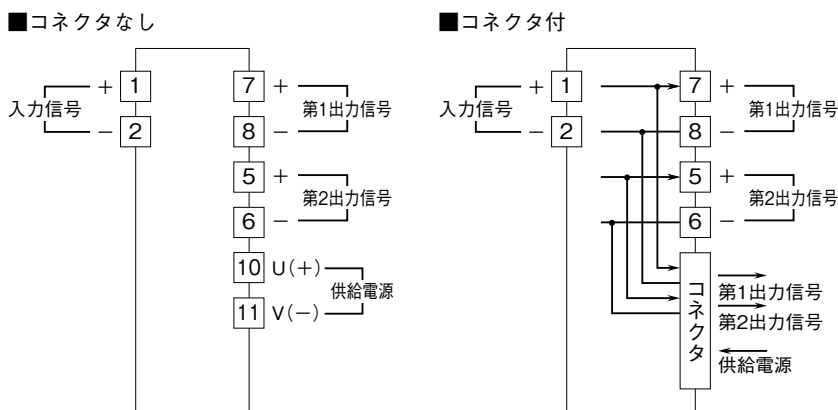 ■コネクタなし
入力信号
+ 1
− 2
7 +
8 −
第1出力信号
5 +
6 −
第2出力信号
10 U(+)
11 V(−)
供給電源
■コネクタ付
入力信号
+ 1
− 2
7 +
8 −
第1出力信号
5 +
6 −
第2出力信号
コネクタ
第1出力信号
第2出力信号
供給電源